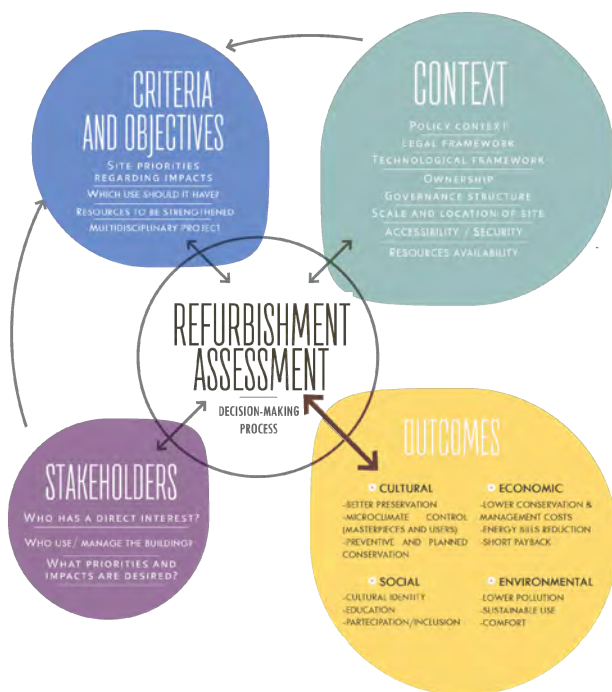 CRITERIA
AND OBJECTIVES
SITE PRIORITIES
REGARDING IMPACTS
WHICH USE SHOULD IT HAVE?
RESOURCES TO BE STRENGTHENED
MULTIDISCPLINARY PROJECT
CONTEXT
POLICY CONTEXT
LEGAL FRAMEWORK
TECHNOLOGICAL FRAMEWORK
OWNERSHIP
GOVERNANCE STRUCTURE
SCALE AND LOCATION OF SITE
ACCESSIBILITY / SECURITY
RESOURCES AVAILABILITY
REFURBISHMENT
ASSESSMENT
DECISION-MAKING
PROCESS
STAKEHOLDERS
WHO HAS A DIRECT INTEREST?
WHO USE/ MANAGE THE BUILDING?
WHAT PRIORITIES AND
IMPACTS ARE DESIRED?
OUTCOMES
CULTURAL
-BETTER PRESERVATION
-MICROCLIMATE CONTROL
(MASTERPIECES AND USERS)
-PREVENTIVE AND PLANNED
CONSERVATION
ECONOMIC
-LOWER CONSERVATION &
MANAGEMENT COSTS
-ENERGY BILLS REDUCTION
-SHORT PAYBACK
SOCIAL
-CULTURAL IDENTITY
-EDUCATION
-PARTECIPATION/INCLUSION
ENVIRONMENTAL
-LOWER POLLUTION
-SUSTAINABLE USE
-COMFORT